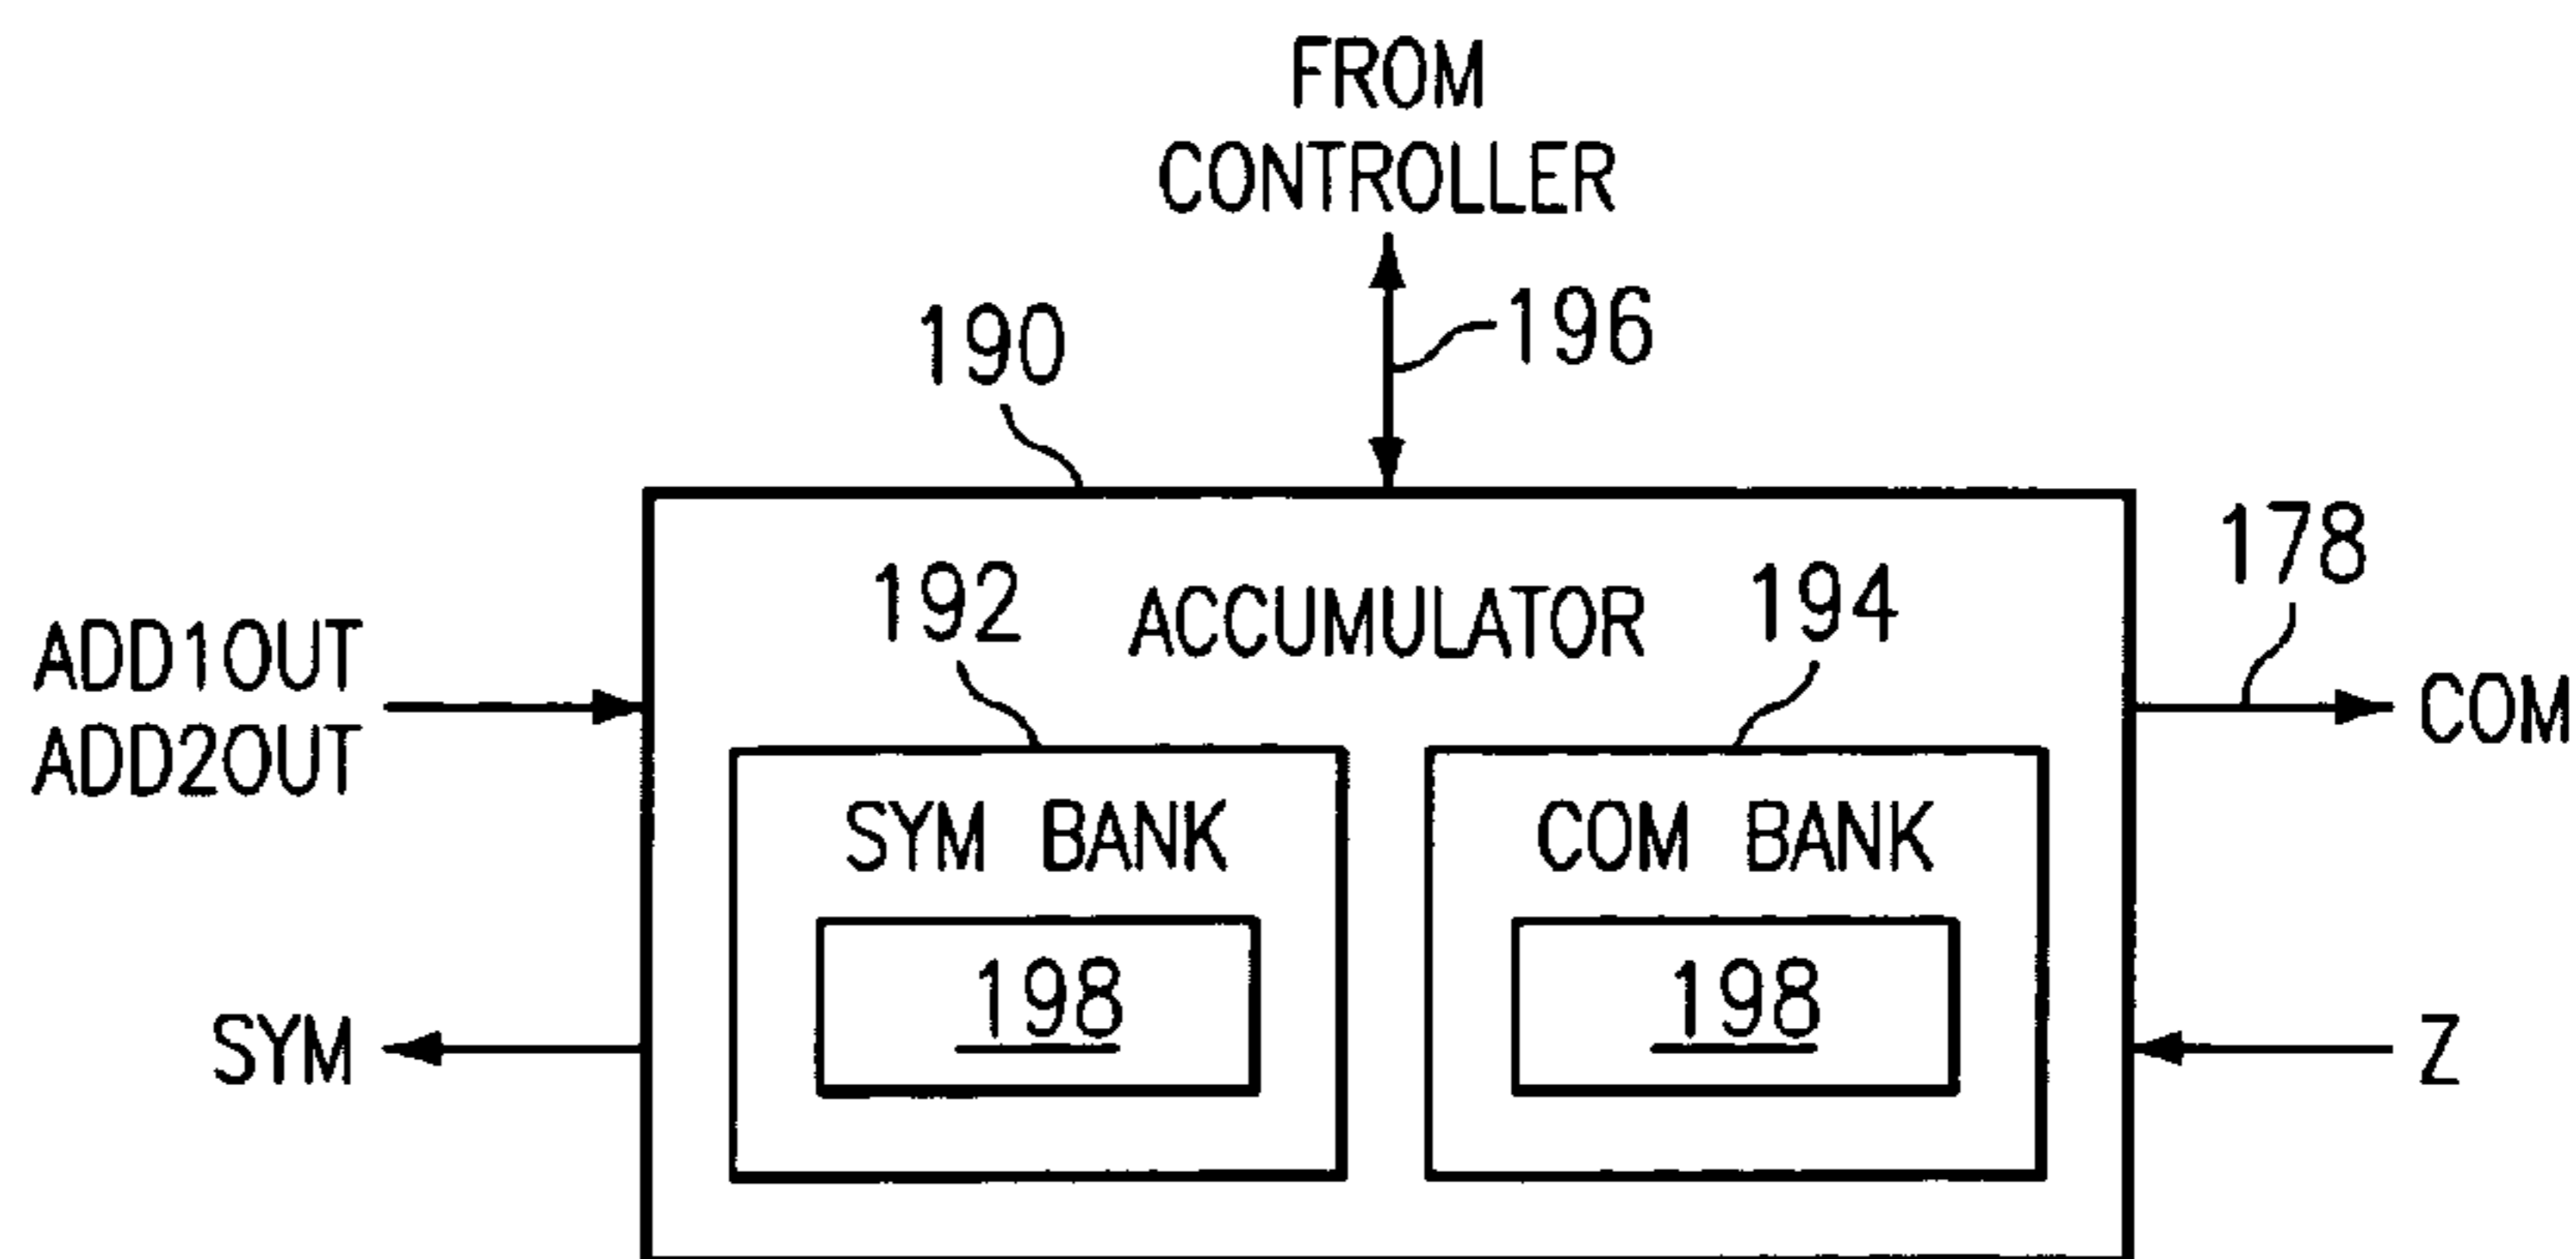 FROM
CONTROLLER
196
190
178
192
ACCUMULATOR
194
ADD1OUT
ADD2OUT
COM
SYM BANK
COM BANK
198
198
SYM
Z